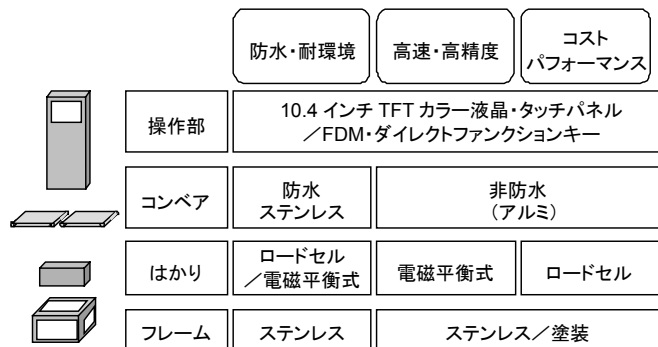 防水・耐環境
高速・高精度
コスト
パフォーマンス
操作部
10.4 インチ TFT カラー液晶・タッチパネル
／FDM・ダイレクトファンクションキー
コンベア
防水
ステンレス
非防水
（アルミ）
はかり
ロードセル
／電磁平衡式
電磁平衡式
ロードセル
フレーム
ステンレス
ステンレス／塗装